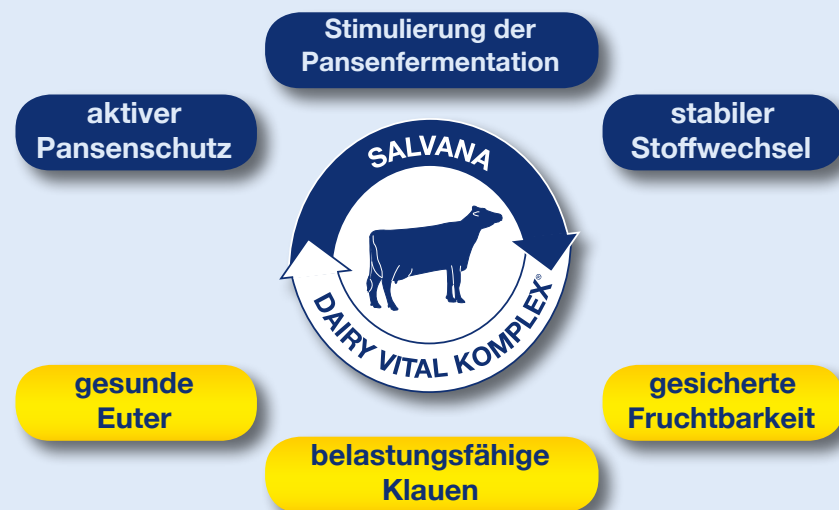 Stimulierung der
Pansenfermentation
aktiver
Pansenschutz
stabiler
Stoffwechsel
SALVANA
DAIRY VITAL KOMPLEX®
gesunde
Euter
gesicherte
Fruchtbarkeit
belastungsfähige
Klauen